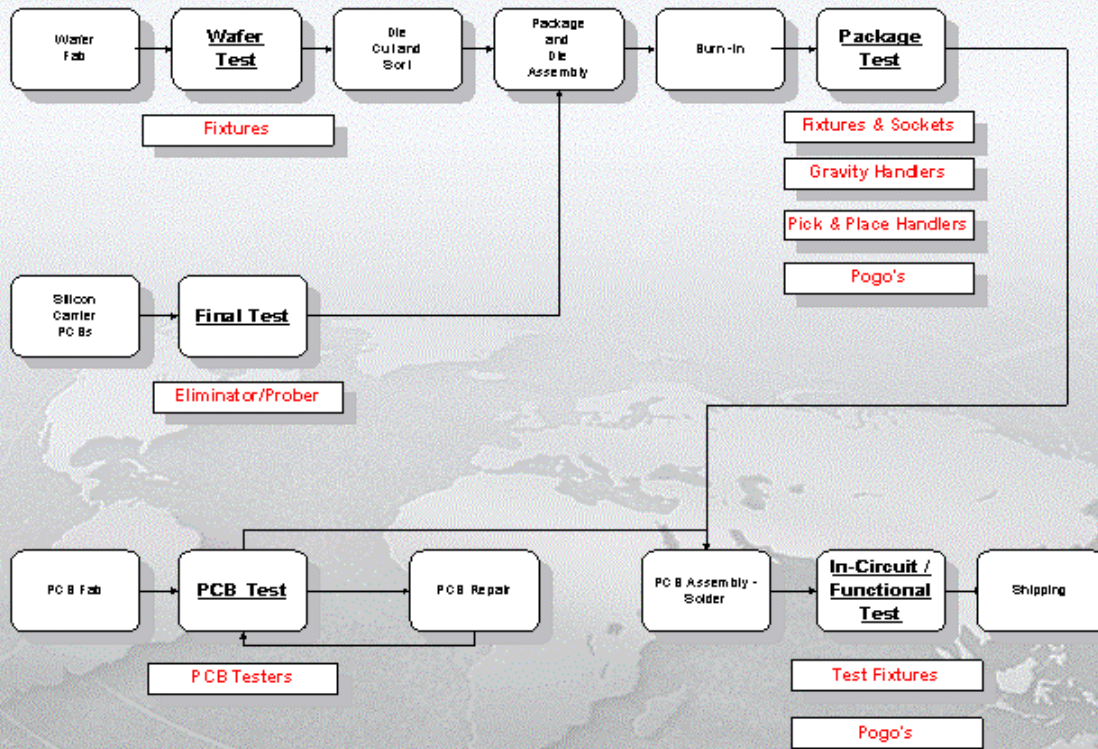 Wafer
Fab
Wafer
Test
Die
Cut and
Sort
Package
and
Die
Assembly
Burn-In
Package
Test
Fixtures
Fixtures & Sockets
Gravity Handlers
Pick & Place Handlers
Pogo's
Silicon
Carrier
PCBs
Final Test
Eliminator/Prober
PCB Fab
PCB Test
PCB Repair
PCB Assembly -
Solder
In-Circuit /
Functional
Test
Shipping
PCB Testers
Test Fixtures
Pogo's